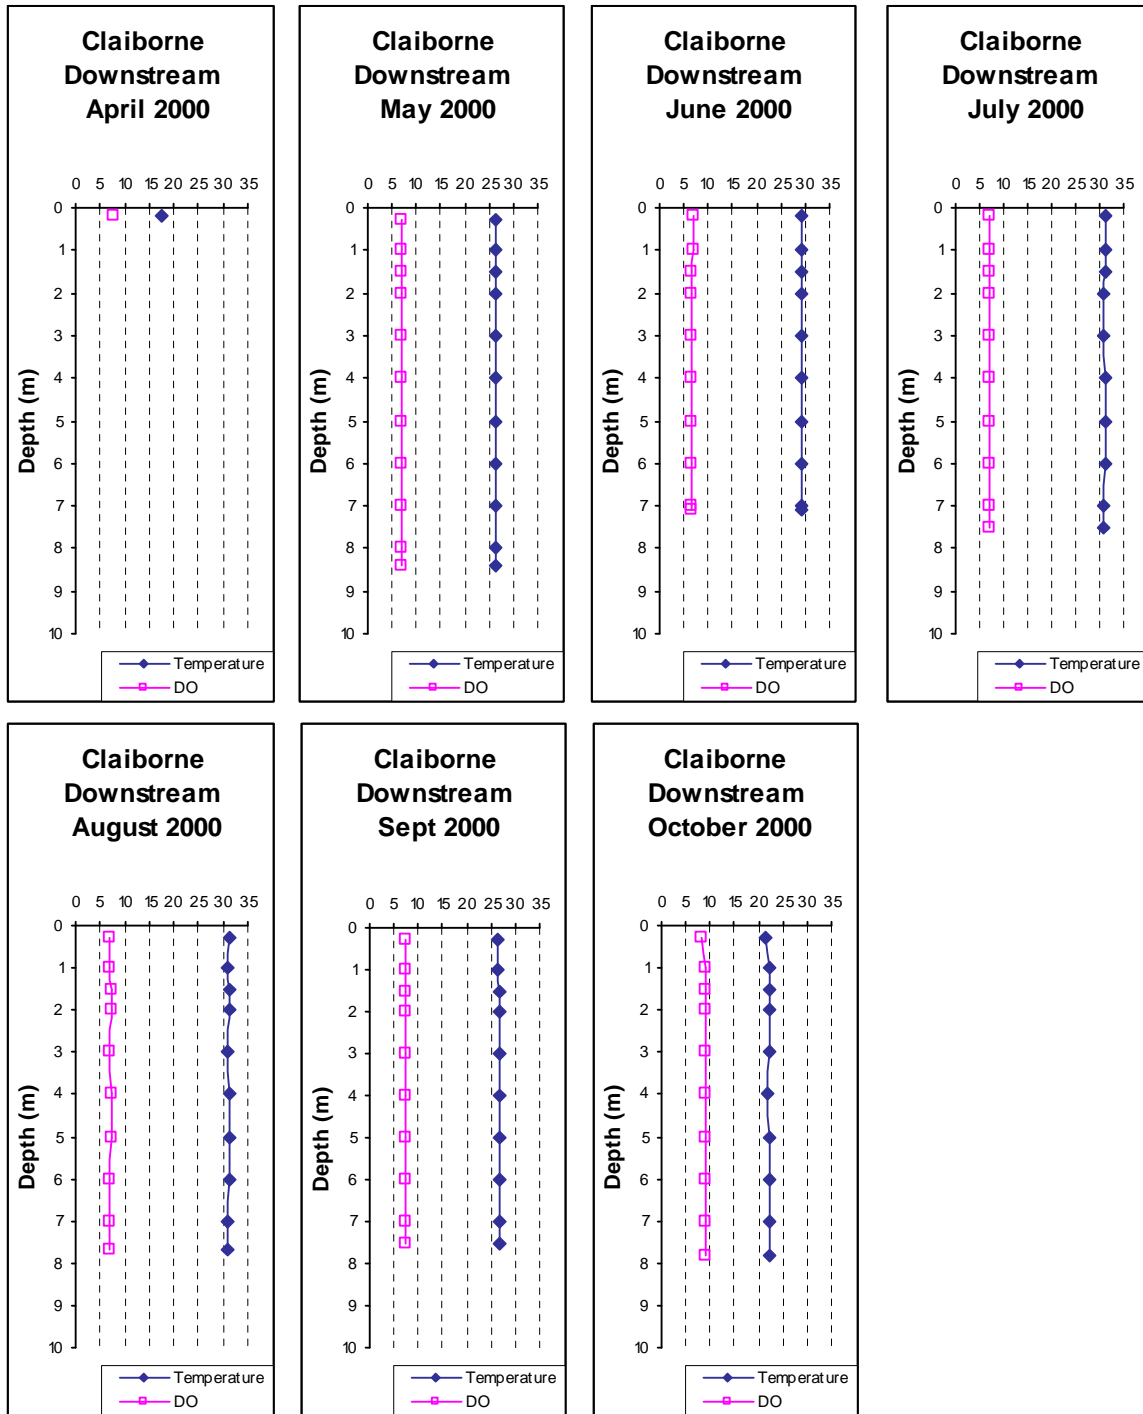 Claiborne
Downstream
April 2000
0 5 10 15 20 25 30 35
0
1
2
3
4
5
6
7
8
9
10
Depth (m)
Temperature
DO
Claiborne
Downstream
May 2000
0 5 10 15 20 25 30 35
0
1
2
3
4
5
6
7
8
9
10
Depth (m)
Temperature
DO
Claiborne
Downstream
June 2000
0 5 10 15 20 25 30 35
0
1
2
3
4
5
6
7
8
9
10
Depth (m)
Temperature
DO
Claiborne
Downstream
July 2000
0 5 10 15 20 25 30 35
0
1
2
3
4
5
6
7
8
9
10
Depth (m)
Temperature
DO
Claiborne
Downstream
August 2000
0 5 10 15 20 25 30 35
0
1
2
3
4
5
6
7
8
9
10
Depth (m)
Temperature
DO
Claiborne
Downstream
Sept 2000
0 5 10 15 20 25 30 35
0
1
2
3
4
5
6
7
8
9
10
Depth (m)
Temperature
DO
Claiborne
Downstream
October 2000
0 5 10 15 20 25 30 35
0
1
2
3
4
5
6
7
8
9
10
Depth (m)
Temperature
DO